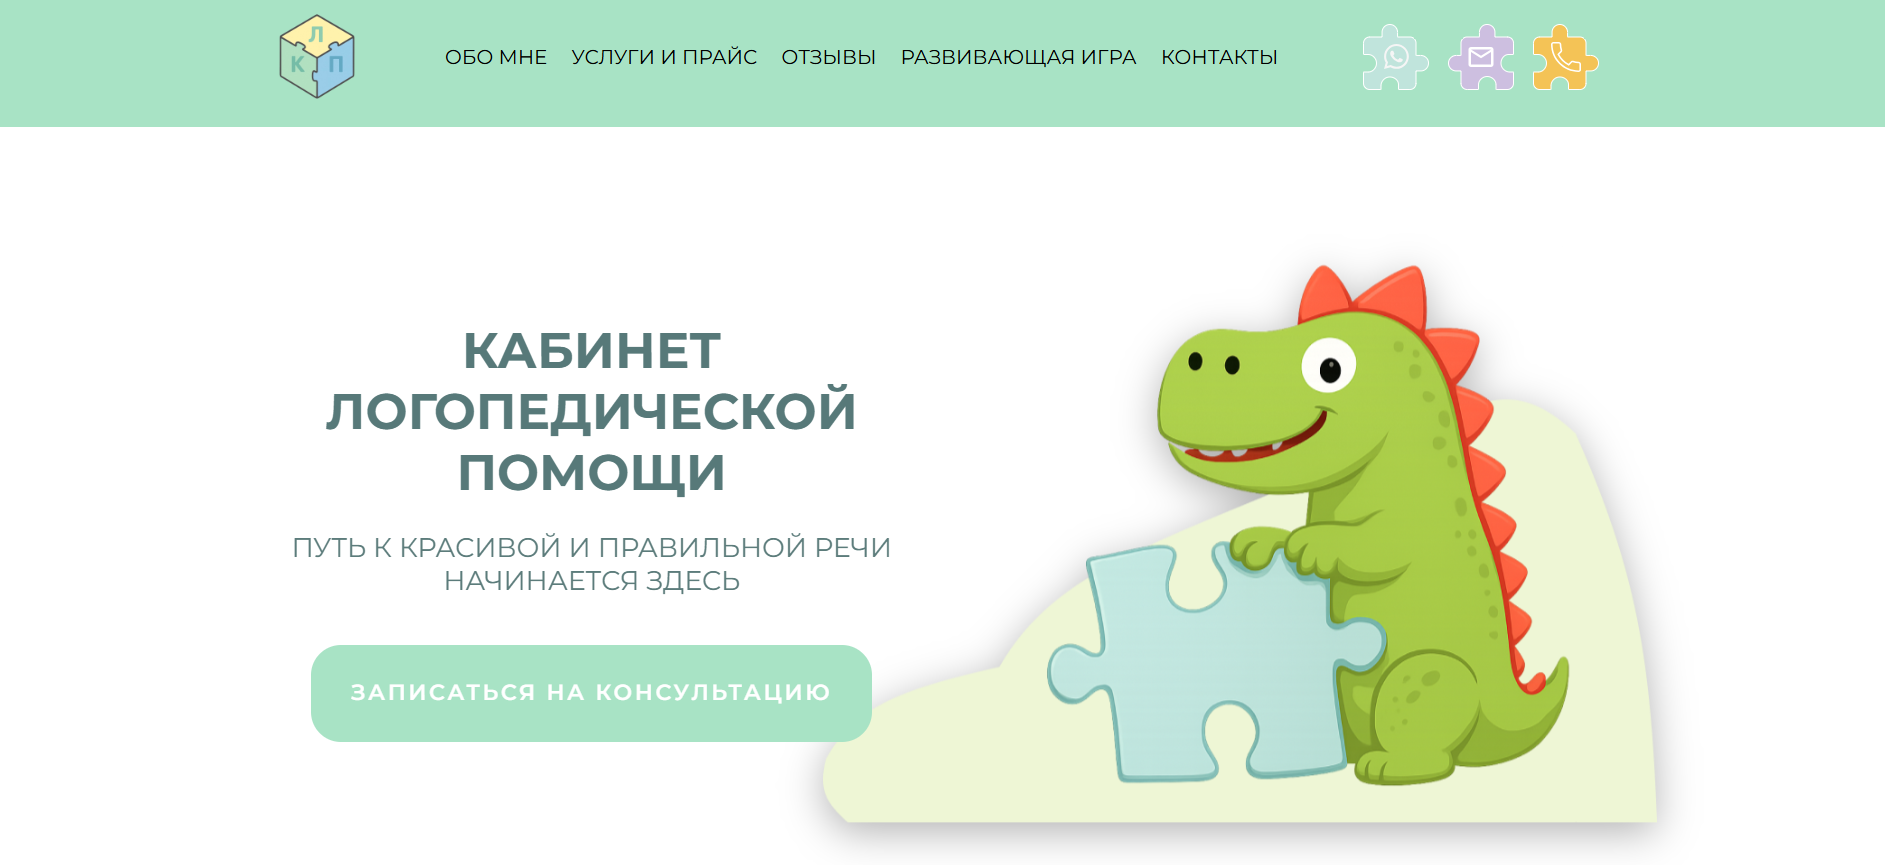 Л
К П
ОБО МНЕ УСЛУГИ И ПРАЙС ОТЗЫВЫ РАЗВИВАЮЩАЯ ИГРА КОНТАКТЫ
КАБИНЕТ
ЛОГОПЕДИЧЕСКОЙ
ПОМОЩИ
ПУТЬ К КРАСИВОЙ И ПРАВИЛЬНОЙ РЕЧИ
НАЧИНАЕТСЯ ЗДЕСЬ
ЗАПИСАТЬСЯ НА КОНСУЛЬТАЦИЮ